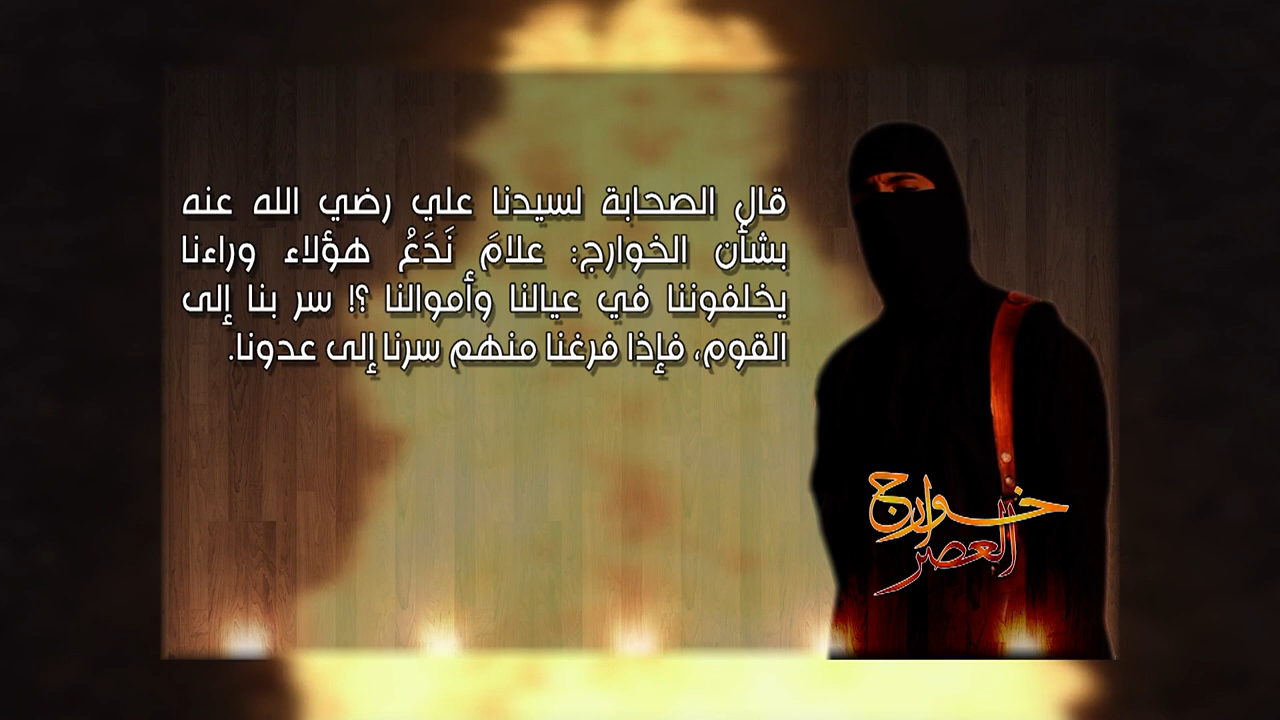 قال الصحابة لسيدنا علي رضي الله عنه
بشأن الخوارج: علامَ نَدَعُ هؤلاء وراءنا
يخلفوننا في عيالنا وأموالنا ؟! سر بنا إلى
القوم، فإذا فرغنا منهم سرنا إلى عدونا.
خوارج
العصر